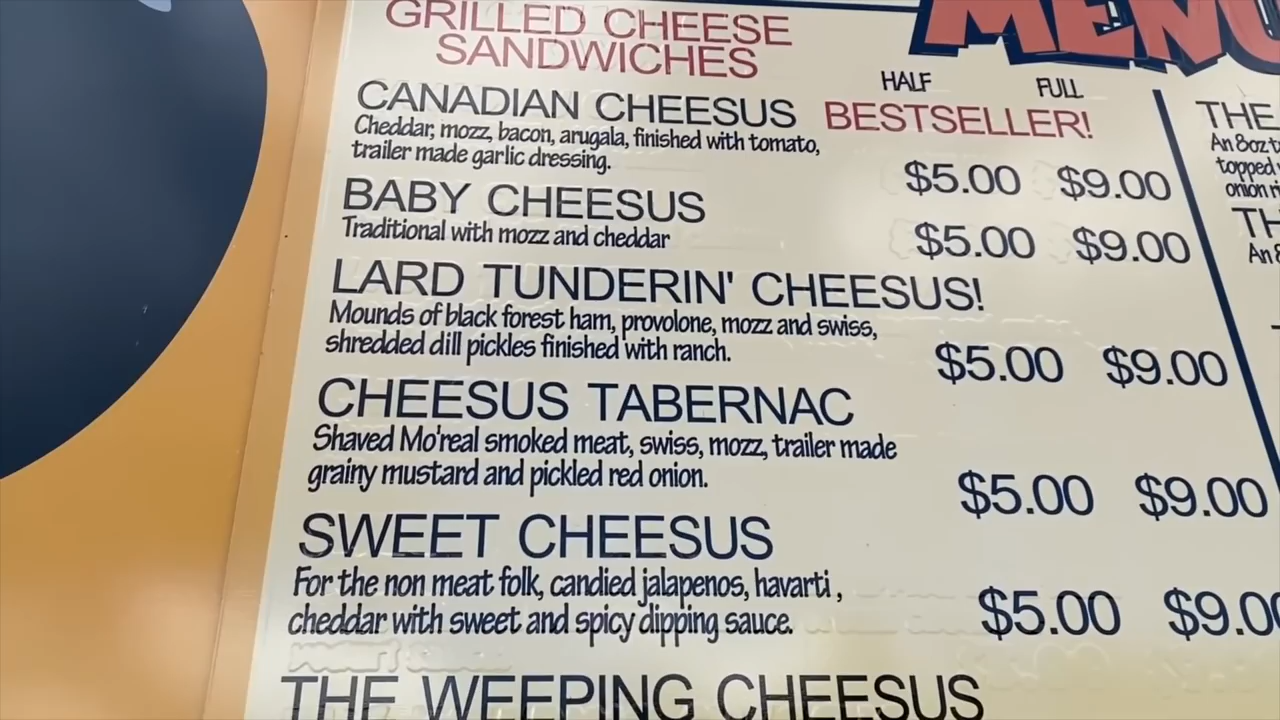 GRILLED CHEESE
SANDWICHES
MENU
HALF FULL
CANADIAN CHEESUS BESTSELLER!
Cheddar, mozz, bacon, arugala, finished with tomato,
trailer made garlic dressing.
$5.00 $9.00
BABY CHEESUS
Traditional with mozz and cheddar
$5.00 $9.00
LARD TUNDERIN' CHEESUS!
Mounds of black forest ham, provolone, mozz and swiss,
shredded dill pickles finished with ranch.
$5.00 $9.00
CHEESUS TABERNAC
Shaved Mo'real smoked meat, swiss, mozz, trailer made
grainy mustard and pickled red onion.
$5.00 $9.00
SWEET CHEESUS
For the non meat folk, candied jalapenos, havarti ,
cheddar with sweet and spicy dipping sauce.
$5.00 $9.00
THE WEEPING CHEESUS
THE
An 8oz
topped
onion